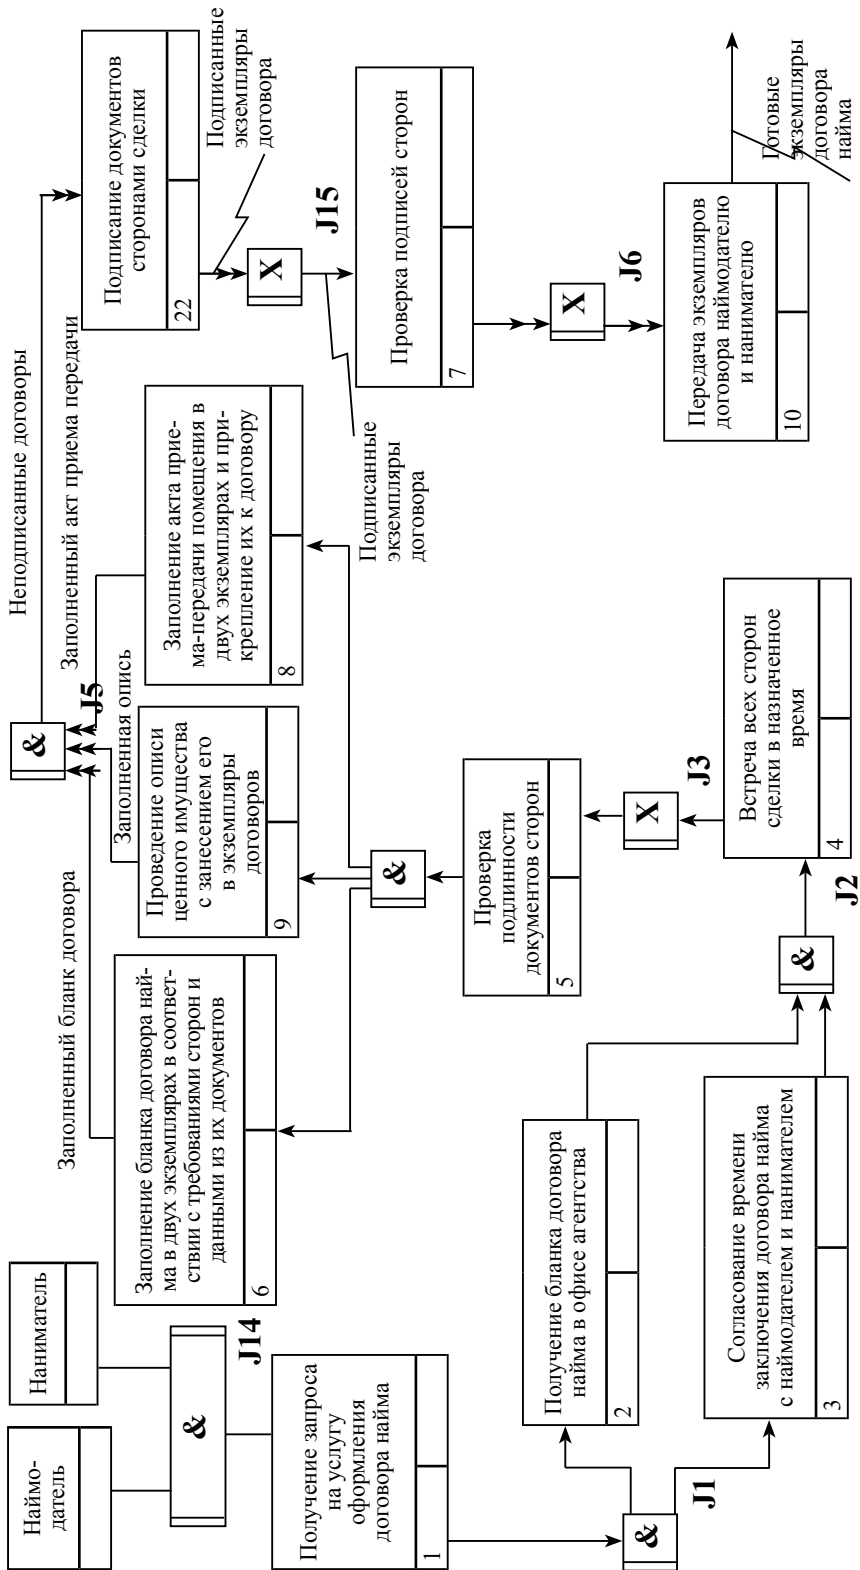 Наймо-
датель
Наниматель
&
J14
Получение запроса
на услугу
оформления
договора найма
1
&
J1
Получение бланка договора
найма в офисе агентства
2
Согласование времени
заключения договора найма
с наймодателем и нанимателем
3
&
J2
Встреча всех сторон
сделки в назначенное
время
4
X
J3
Проверка
подлинности
документов сторон
5
&
Заполнение бланка договора най-
ма в двух экземплярах в соответ-
ствии с требованиями сторон и
данными из их документов
6
Проведение описи
ценного имущества
с занесением его
в экземпляры
договоров
9
Заполнение акта прие-
ма-передачи помещения в
двух экземплярах и при-
крепление их к договору
8
Заполненный бланк договора
Заполненная опись
Заполненный акт приема передачи
&
J5
Неподписанные договоры
Подписание документов
сторонами сделки
22
Подписанные
экземпляры
договора
X
J15
Подписанные
экземпляры
договора
Проверка подписей сторон
7
X
J6
Передача экземпляров
договора наймодателю
и нанимателю
10
Готовые
экземпляры
договора
найма